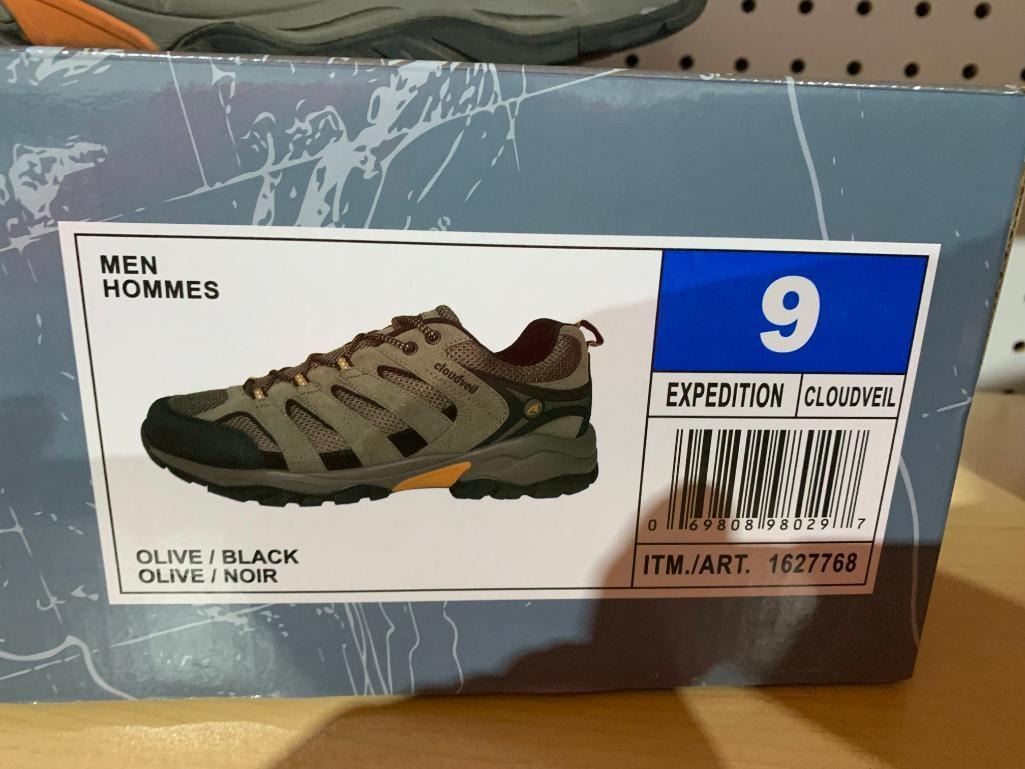 MEN
HOMMES
cloudveil
OLIVE / BLACK
OLIVE / NOIR
9
EXPEDITION CLOUDVEIL
0 69808 98029 7
ITM./ART. 1627768